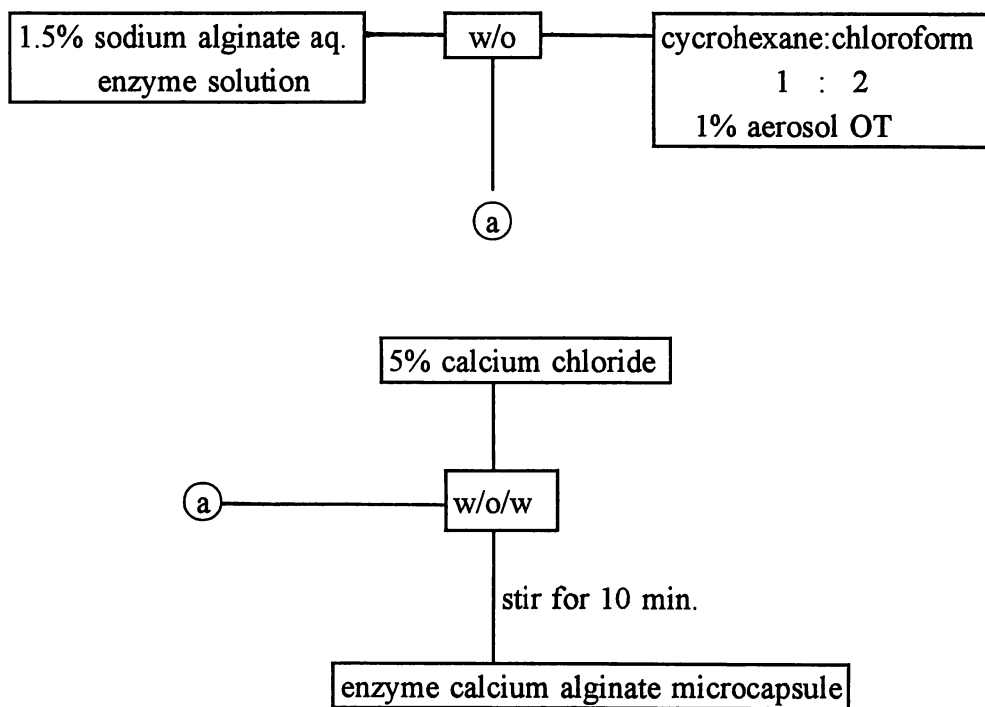 1.5% sodium alginate aq.
enzyme solution
w/o
cycrohexane:chloroform
1 : 2
1% aerosol OT
a
5% calcium chloride
a
w/o/w
stir for 10 min.
enzyme calcium alginate microcapsule